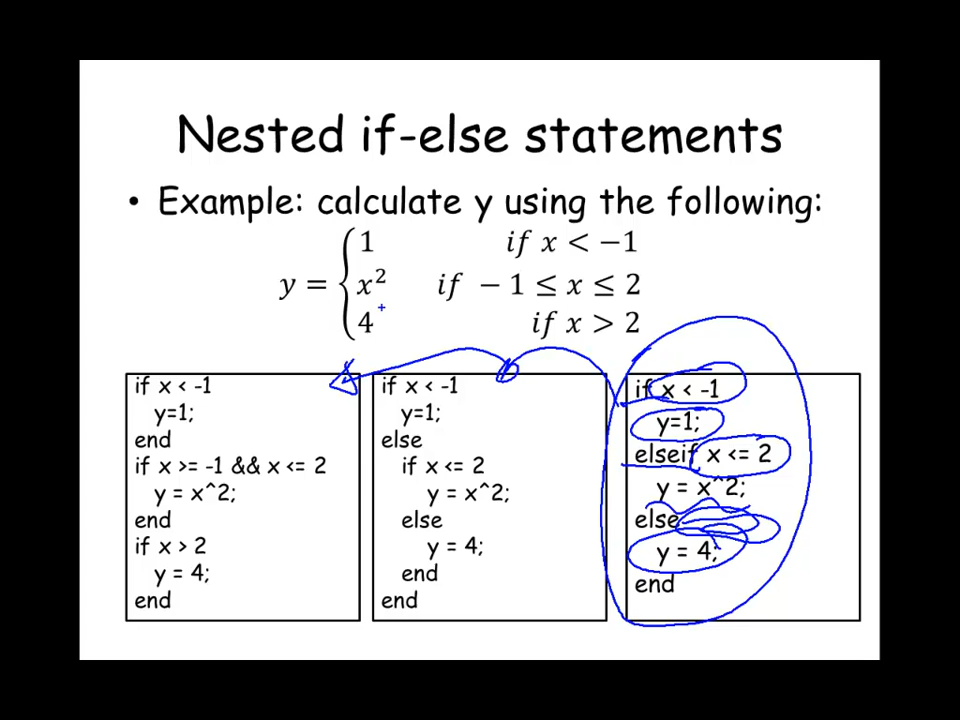 Nested if-else statements
• Example: calculate y using the following:
1 if x < −1
y = { x² if −1 ≤ x ≤ 2
4 if x > 2
if x < -1
y=1;
end
if x >= -1 && x <= 2
y = x^2;
end
if x > 2
y = 4;
end
if x < -1
y=1;
else
if x <= 2
y = x^2;
else
y = 4;
end
end
if x < -1
y=1;
elseif x <= 2
y = x^2;
else
y = 4;
end